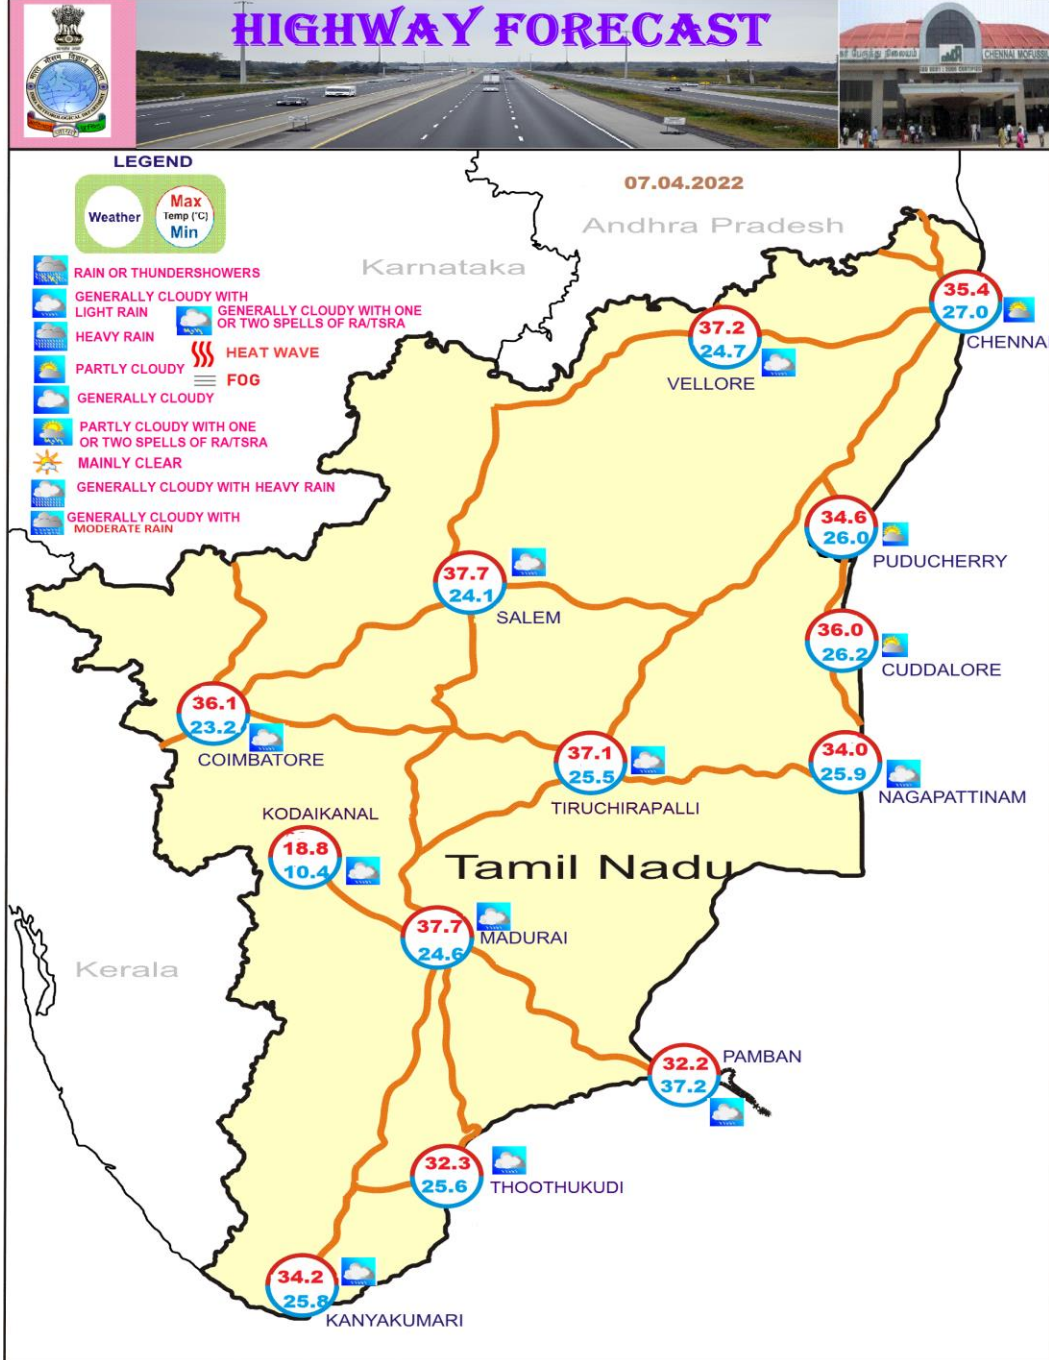 HIGHWAY FORECAST
CHENNAI MOFUSSIL
LEGEND
Weather
Max
Temp (°C)
Min
RAIN OR THUNDERSHOWERS
GENERALLY CLOUDY WITH
LIGHT RAIN
GENERALLY CLOUDY WITH ONE
OR TWO SPELLS OF RA/TSRA
HEAVY RAIN
HEAT WAVE
PARTLY CLOUDY
FOG
GENERALLY CLOUDY
PARTLY CLOUDY WITH ONE
OR TWO SPELLS OF RA/TSRA
MAINLY CLEAR
GENERALLY CLOUDY WITH HEAVY RAIN
GENERALLY CLOUDY WITH
MODERATE RAIN
07.04.2022
Andhra Pradesh
Karnataka
35.4
27.0
CHENNAI
37.2
24.7
VELLORE
34.6
26.0
PUDUCHERRY
37.7
24.1
SALEM
36.0
26.2
CUDDALORE
36.1
23.2
COIMBATORE
37.1
25.5
TIRUCHIRAPALLI
34.0
25.9
NAGAPATTINAM
KODAIKANAL
18.8
10.4
Tamil Nadu
37.7
24.6
MADURAI
Kerala
32.2
37.2
PAMBAN
32.3
25.6
THOOTHUKUDI
34.2
25.8
KANYAKUMARI